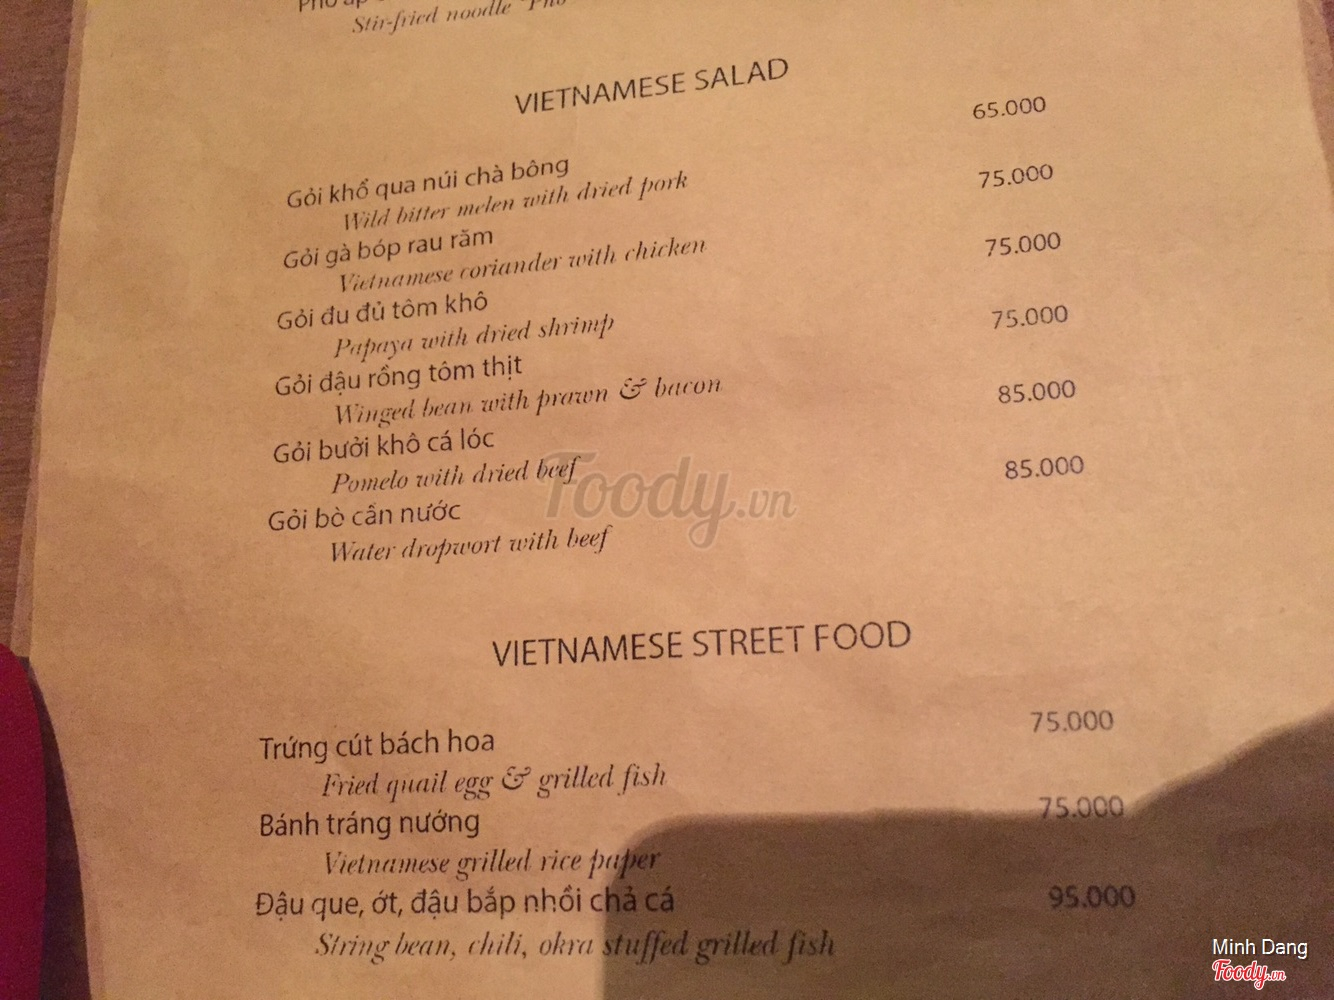 Stir-fried noodle "Pho
VIETNAMESE SALAD
65.000
Gỏi khổ qua núi chà bông
Wild bitter melen with dried pork
75.000
Gỏi gà bóp rau răm
Vietnamese coriander with chicken
75.000
Gỏi đu đủ tôm khô
Papaya with dried shrimp
75.000
Gỏi đậu rồng tôm thịt
Winged bean with prawn & bacon
85.000
Gỏi bưởi khô cá lóc
Pomelo with dried beef
85.000
Gỏi bò cần nước
Water dropwort with beef
Foody.vn
VIETNAMESE STREET FOOD
75.000
Trứng cút bách hoa
Fried quail egg & grilled fish
75.000
Bánh tráng nướng
Vietnamese grilled rice paper
95.000
Đậu que, ớt, đậu bắp nhồi chả cá
String bean, chili, okra stuffed grilled fish
Minh Dang
Foody.vn